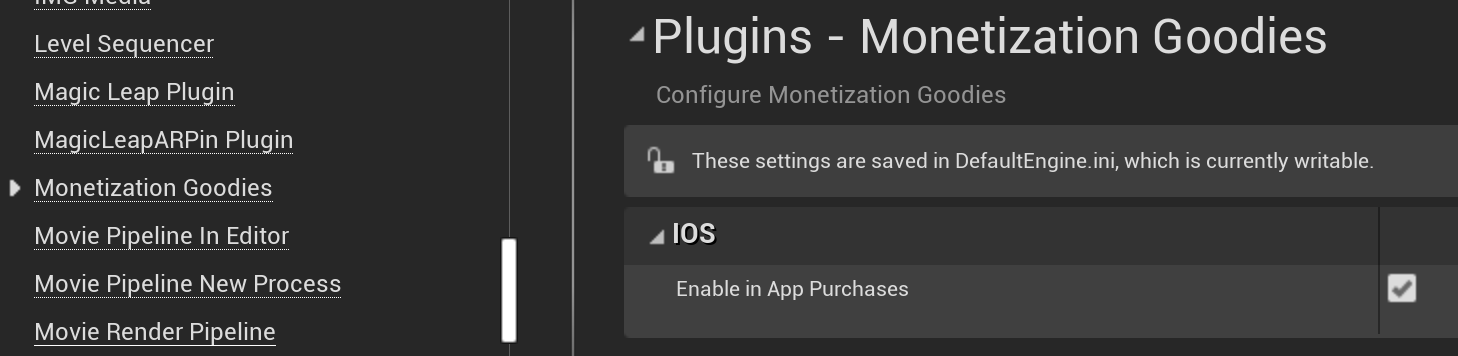 IMG Media
Level Sequencer
Magic Leap Plugin
MagicLeapARPin Plugin
Monetization Goodies
Movie Pipeline In Editor
Movie Pipeline New Process
Movie Render Pipeline
Plugins - Monetization Goodies
Configure Monetization Goodies
These settings are saved in DefaultEngine.ini, which is currently writable.
IOS
Enable in App Purchases